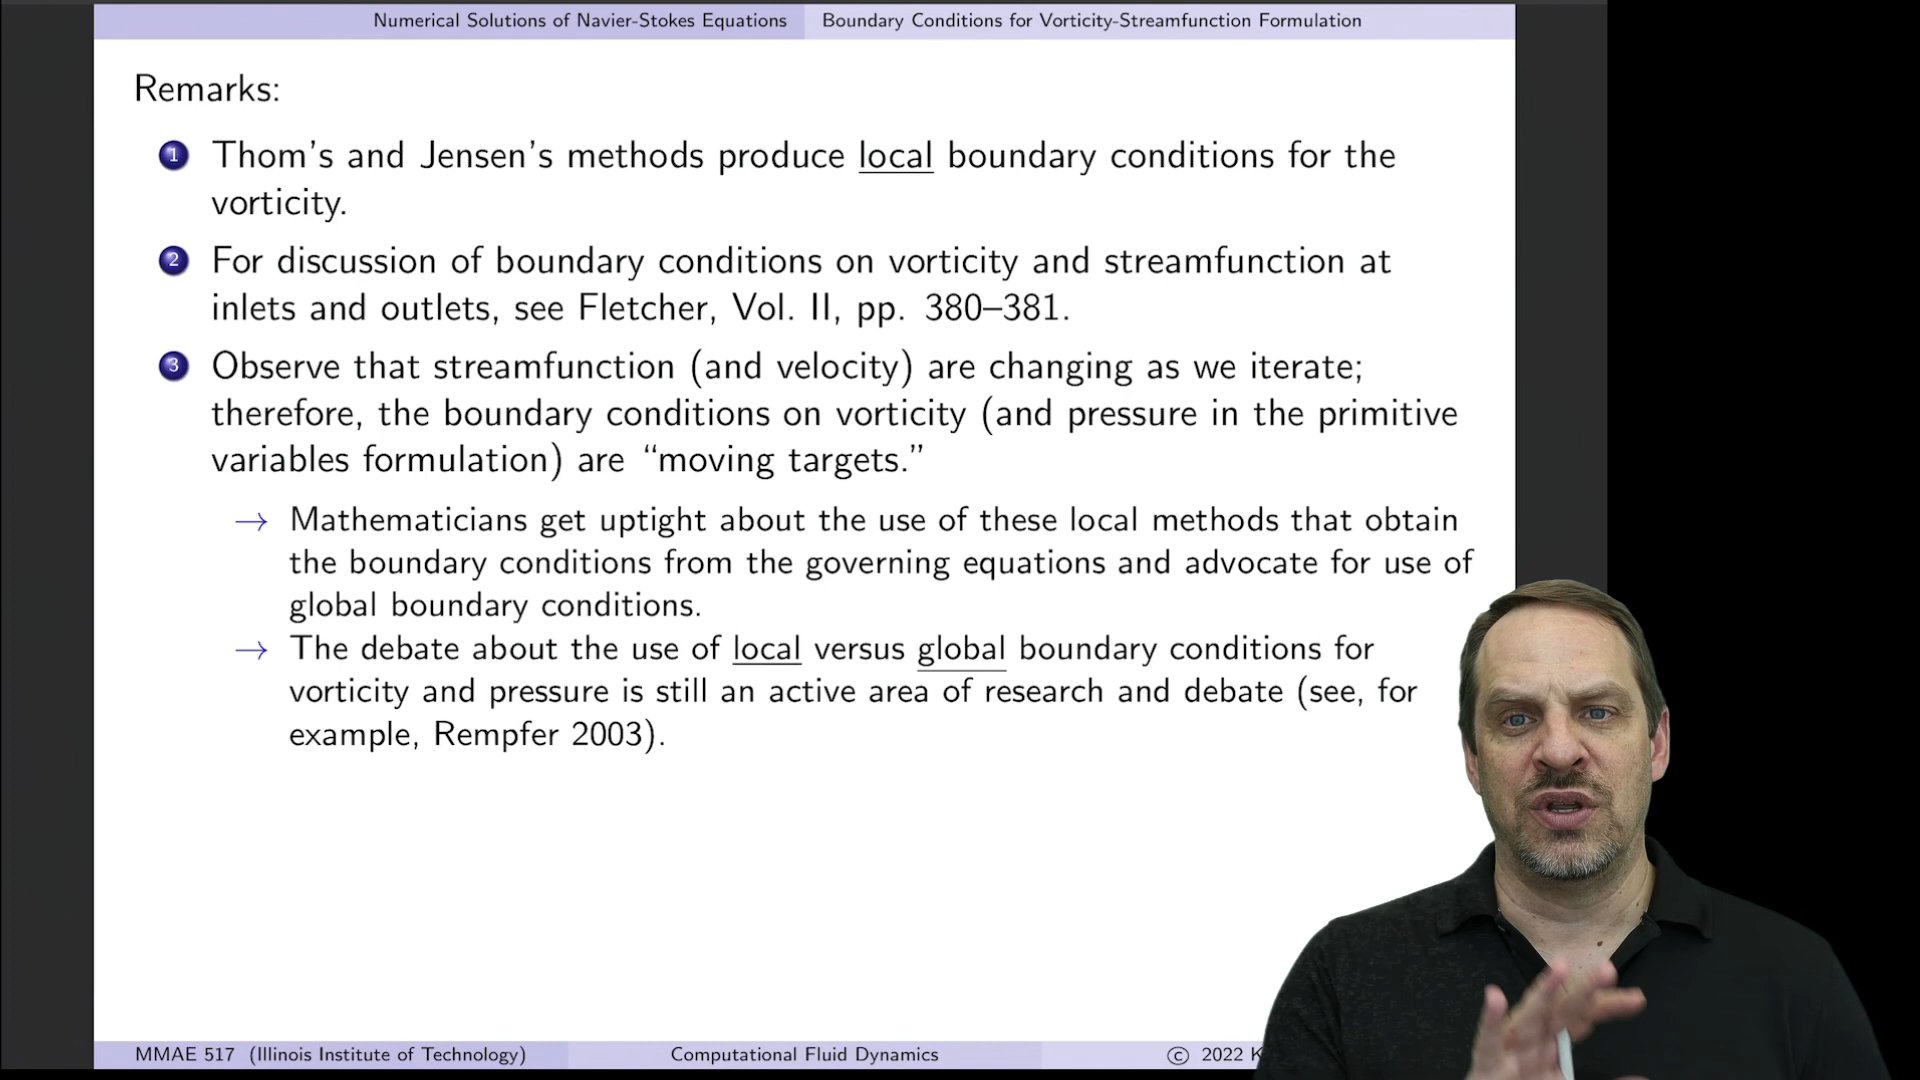 Numerical Solutions of Navier-Stokes Equations Boundary Conditions for Vorticity-Streamfunction Formulation
Remarks:
1 Thom's and Jensen's methods produce local boundary conditions for the
vorticity.
2 For discussion of boundary conditions on vorticity and streamfunction at
inlets and outlets, see Fletcher, Vol. II, pp. 380–381.
3 Observe that streamfunction (and velocity) are changing as we iterate;
therefore, the boundary conditions on vorticity (and pressure in the primitive
variables formulation) are “moving targets.”
→ Mathematicians get uptight about the use of these local methods that obtain
the boundary conditions from the governing equations and advocate for use of
global boundary conditions.
→ The debate about the use of local versus global boundary conditions for
vorticity and pressure is still an active area of research and debate (see, for
example, Rempfer 2003).
MMAE 517 (Illinois Institute of Technology) Computational Fluid Dynamics © 2022 K